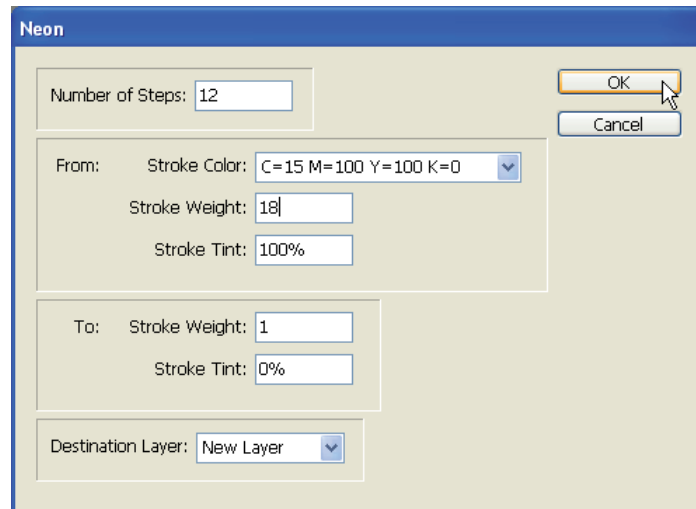 Neon
Number of Steps: 12
OK
Cancel
From: Stroke Color: C=15 M=100 Y=100 K=0
Stroke Weight: 18
Stroke Tint: 100%
To: Stroke Weight: 1
Stroke Tint: 0%
Destination Layer: New Layer